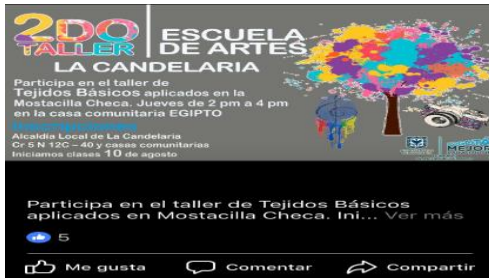 2DO
TALLER
ESCUELA
DE ARTES
LA CANDELARIA
Participa en el taller de
Tejidos Básicos aplicados en la
Mostacilla Checa. Jueves de 2 pm a 4 pm
en la casa comunitaria EGIPTO
Alcaldía Local de La Candelaria
Cr 5 N 12C – 40 y casas comunitarias
Iniciamos clases 10 de agosto
BOGOTÁ
MEJOR
Participa en el taller de Tejidos Básicos
aplicados en Mostacilla Checa. Ini... Ver más
5
Me gusta Comentar Compartir